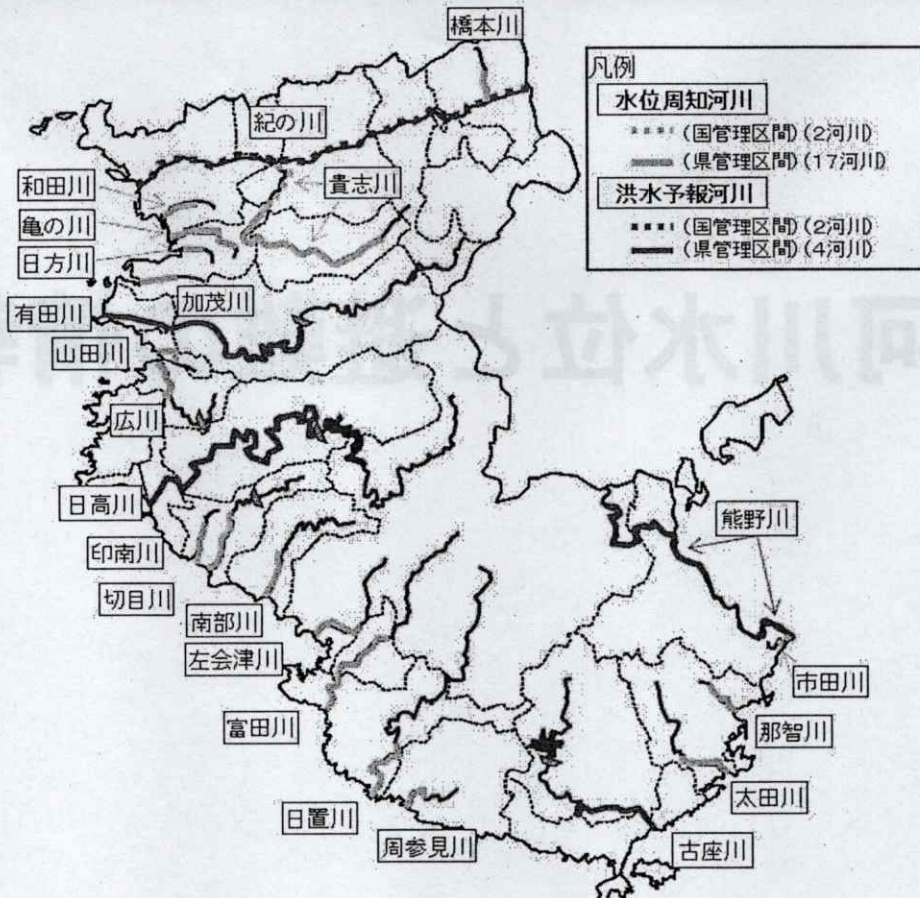 橋本川
凡例
水位周知河川
(国管理区間)(2河川)
(県管理区間)(17河川)
洪水予報河川
(国管理区間)(2河川)
(県管理区間)(4河川)
紀の川
和田川
貴志川
亀の川
日方川
加茂川
有田川
山田川
広川
日高川
熊野川
印南川
切目川
南部川
左会津川
市田川
富田川
那智川
太田川
日置川
周参見川
古座川